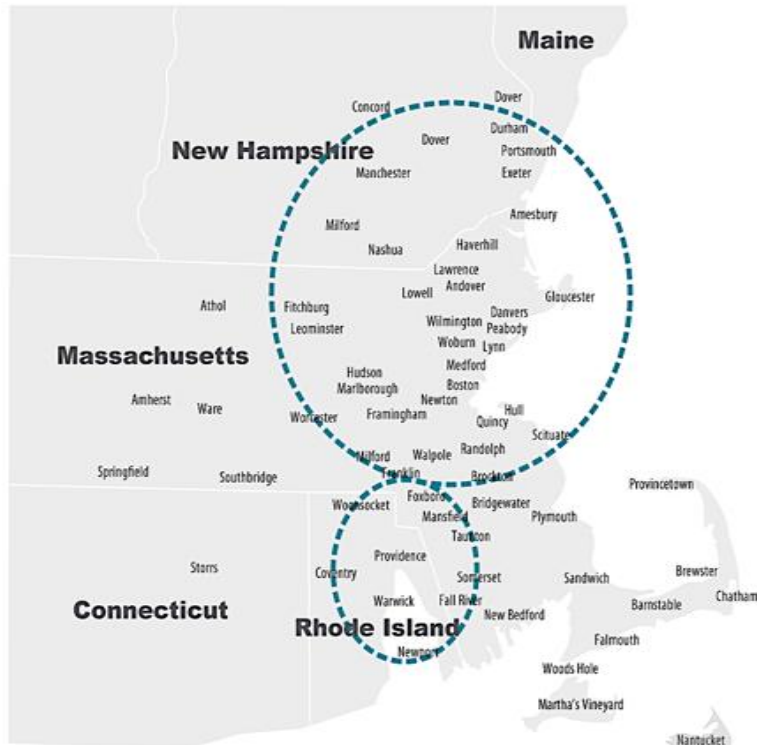 Maine
Dover
Concord
Durham
Dover
New Hampshire
Portsmouth
Manchester
Exeter
Amesbury
Milford
Haverhill
Nashua
Lawrence
Andover
Lowell
Gloucester
Athol
Fitchburg
Danvers
Wilmington
Leominster
Peabody
Woburn
Lynn
Massachusetts
Medford
Hudson
Boston
Marlborough
Amherst
Newton
Ware
Hull
Framingham
Worcester
Quincy
Scituate
Randolph
Walpole
Milford
Franklin
Springfield
Southbridge
Brockton
Provincetown
Foxboro
Woonsocket
Bridgewater
Mansfield
Plymouth
Taunton
Providence
Storrs
Coventry
Brewster
Somerset
Sandwich
Chatham
Warwick
Fall River
Barnstable
Connecticut
New Bedford
Rhode Island
Falmouth
Newport
Woods Hole
Martha's Vineyard
Nantucket